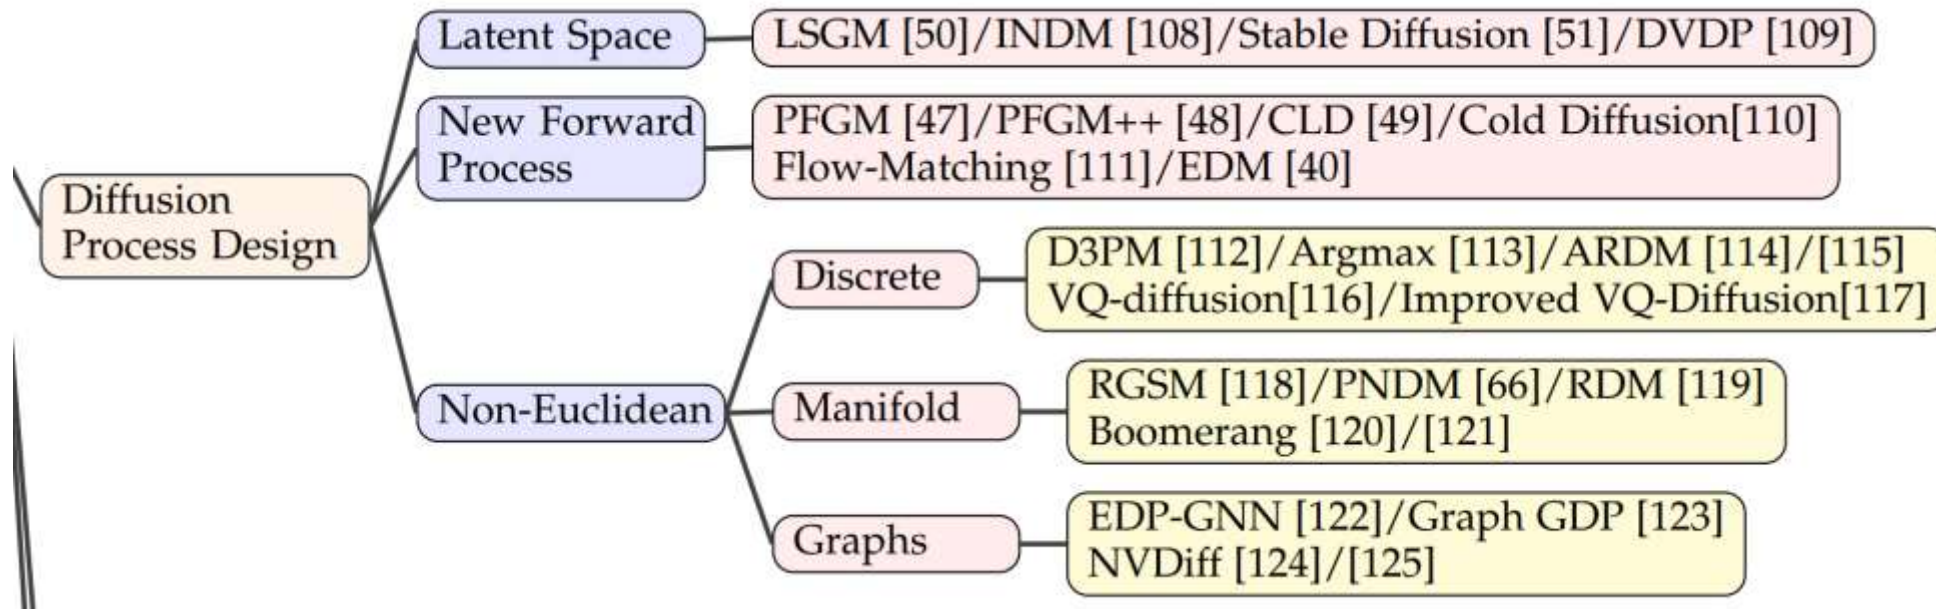 Latent Space
LSGM [50]/INDM [108]/Stable Diffusion [51]/DVDP [109]
New Forward
Process
PFGM [47]/PFGM++ [48]/CLD [49]/Cold Diffusion[110]
Flow-Matching [111]/EDM [40]
Diffusion
Process Design
Discrete
D3PM [112]/Argmax [113]/ARDM [114]/[115]
VQ-diffusion[116]/Improved VQ-Diffusion[117]
Non-Euclidean
Manifold
RGSM [118]/PNDM [66]/RDM [119]
Boomerang [120]/[121]
Graphs
EDP-GNN [122]/Graph GDP [123]
NVDiff [124]/[125]